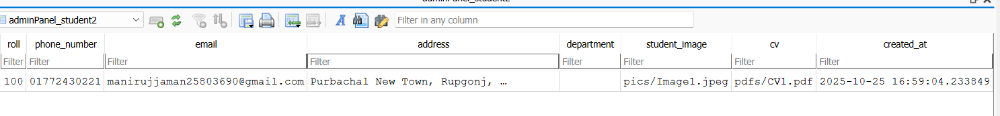 adminPanel_student2
adminPanel_student2 Filter in any column
roll phone_number email address department student_image cv created_at
Filter Filter Filter Filter Filter Filter Filter Filter
100 01772430221 manirujjaman25803690@gmail.com Purbachal New Town, Rupgonj, … pics/Image1.jpeg pdfs/CV1.pdf 2025-10-25 16:59:04.233849